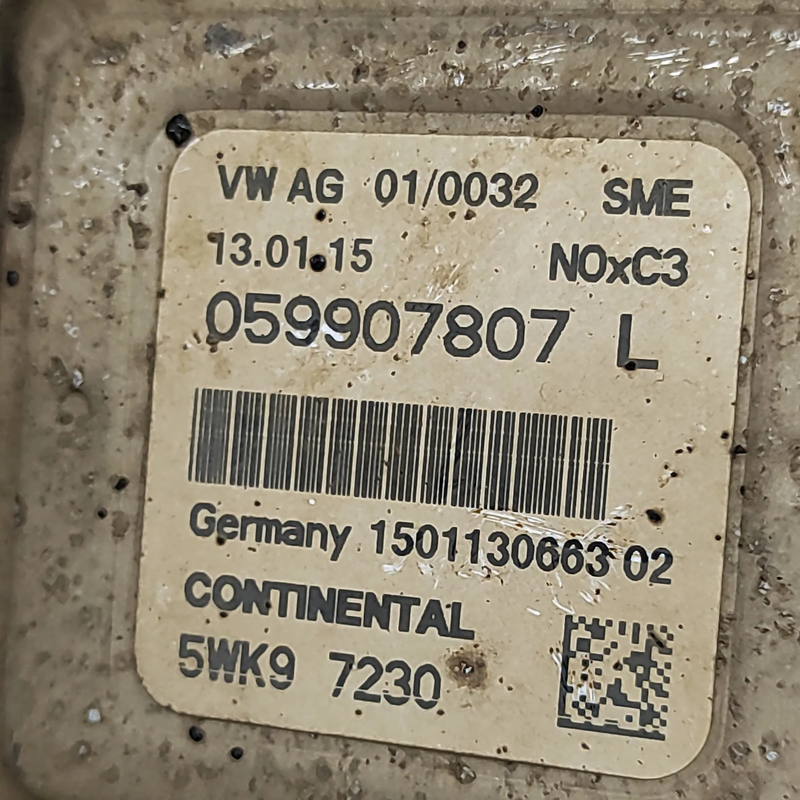 VW AG 01/0032 SME
13.01.15 NOxC3
059907807 L
Germany 1501130663 02
CONTINENTAL
5WK9 7230